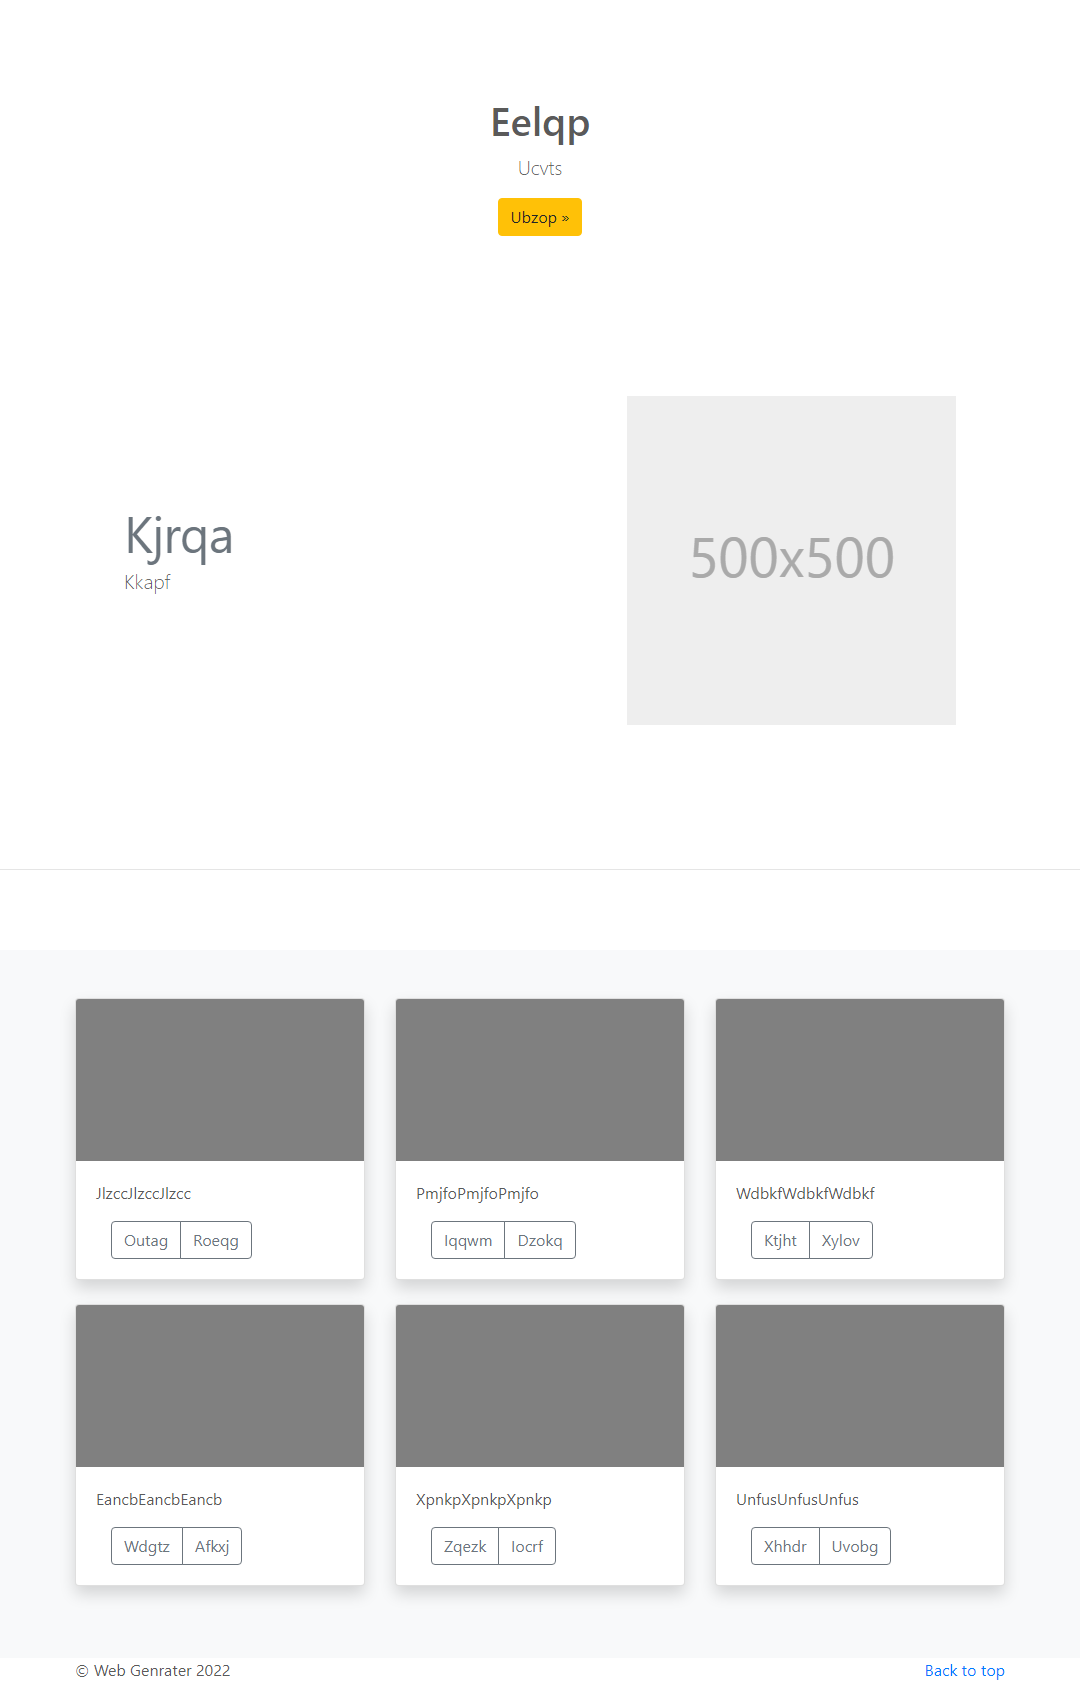 Eelqp
Ucvts
Ubzop »
Kjrqa
Kkapf
500x500
JlzccJlzccJlzcc
Outag Roeqg
PmjfoPmjfoPmjfo
Iqqwm Dzokq
WdbkfWdbkfWdbkf
Ktjht Xylov
EancbEancbEancb
Wdgtz Afkxj
XpnkpXpnkpXpnkp
Zqezk Iocrf
UnfusUnfusUnfus
Xhhdr Uvobg
© Web Genrater 2022
Back to top